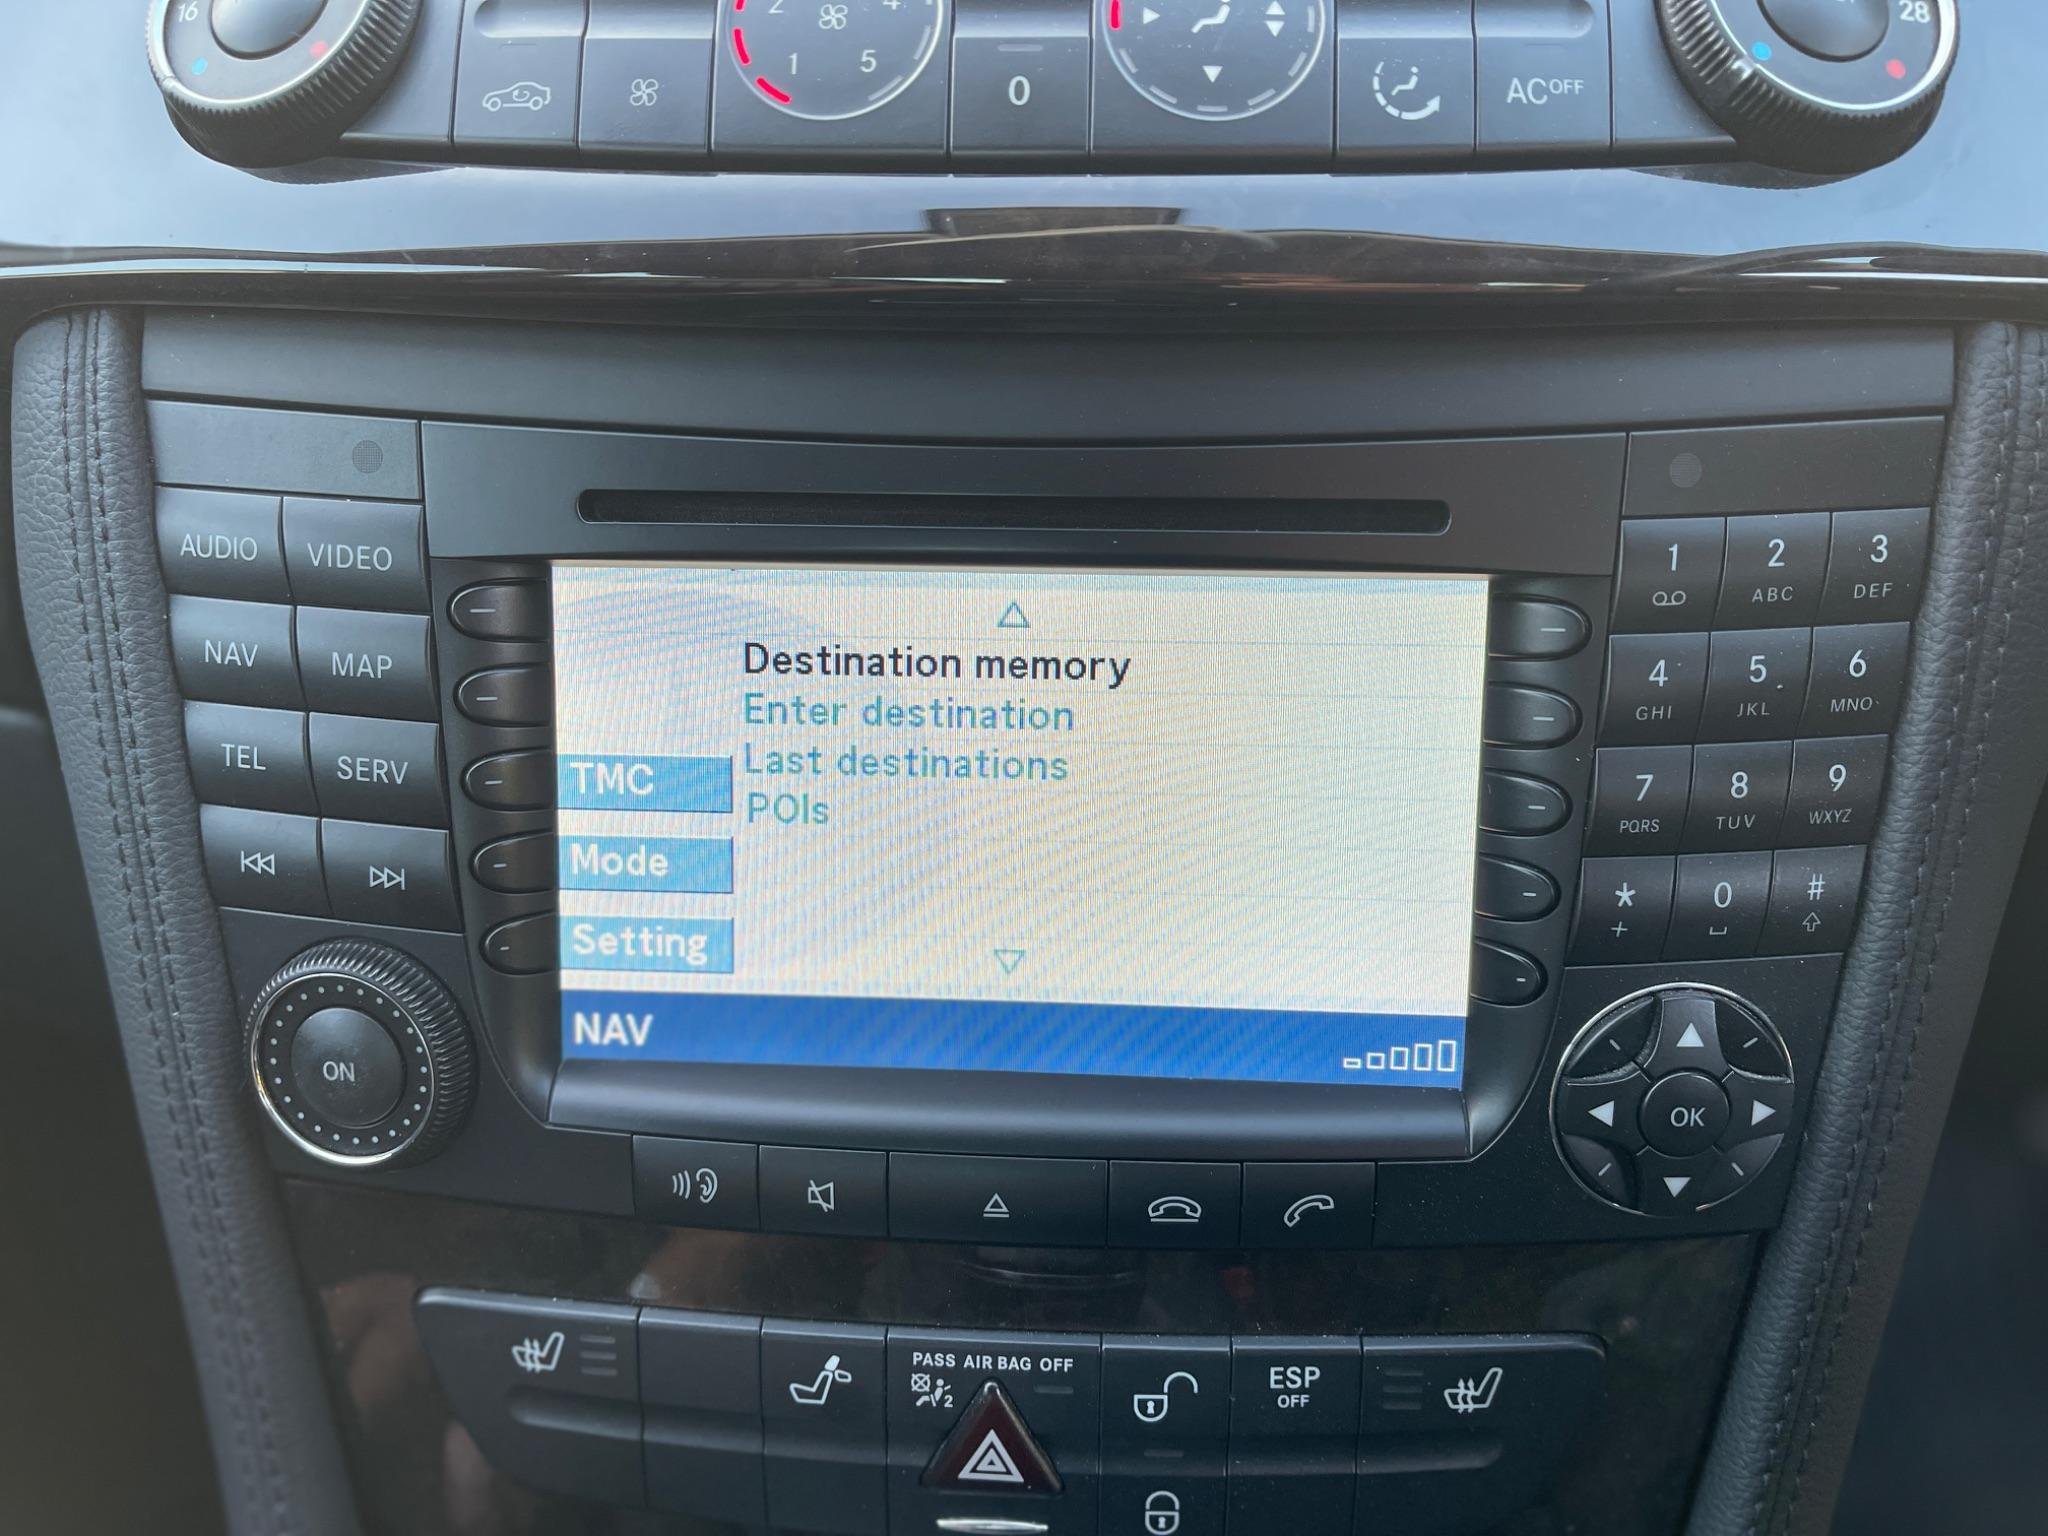 16
2
4
28
1
5
0
AC OFF
AUDIO
VIDEO
NAV
MAP
TEL
SERV
ON
Destination memory
Enter destination
Last destinations
POIs
TMC
Mode
Setting
NAV
1
2
ABC
3
DEF
4
GHI
5
JKL
6
MNO
7
PQRS
8
TUV
9
WXYZ
*
+
0
#
OK
PASS AIR BAG OFF
2
ESP
OFF